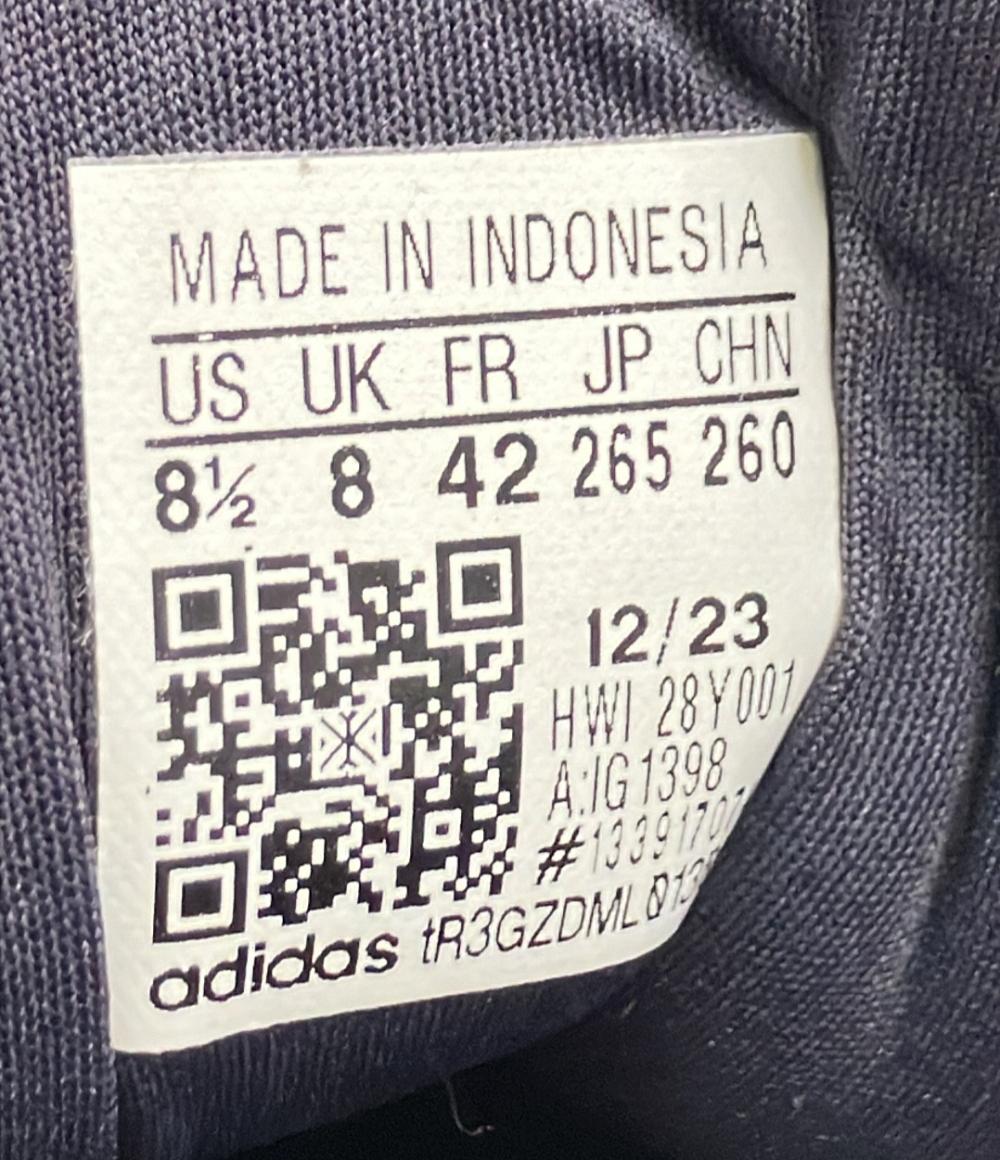 MADE IN INDONESIA
US UK FR JP CHN
8½ 8 42 265 260
12/23
HWI 28Y001
A:IG1398
adidas